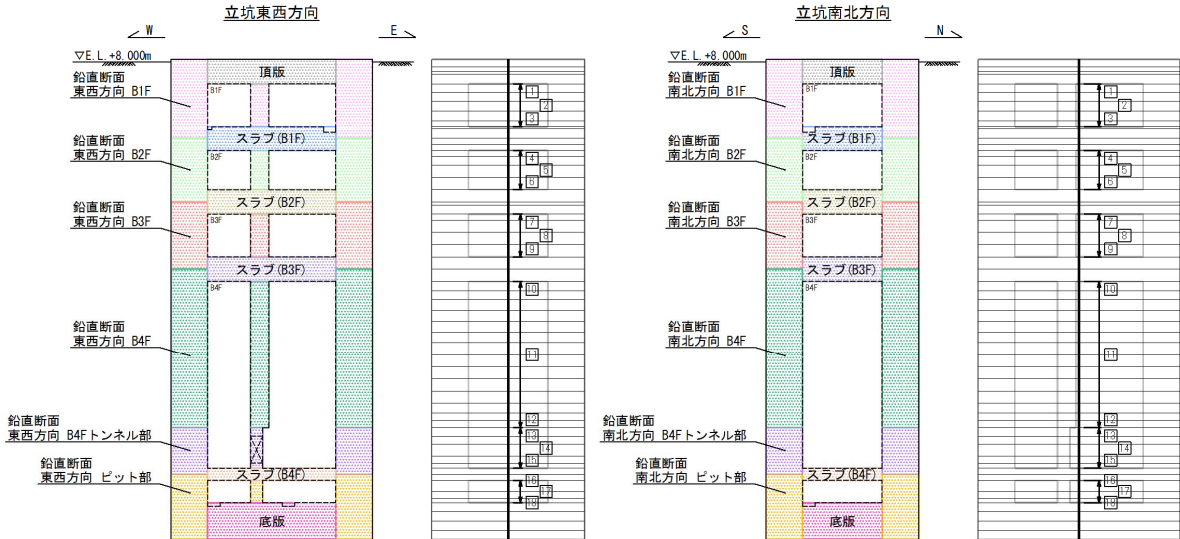 立坑東西方向
W
E
▽E.L.+8.000m
頂版
鉛直断面
東西方向 B1F
B1F
スラブ(B1F)
鉛直断面
東西方向 B2F
B2F
スラブ(B2F)
鉛直断面
東西方向 B3F
B3F
スラブ(B3F)
鉛直断面
東西方向 B4F
B4F
鉛直断面
東西方向 B4Fトンネル部
スラブ(B4F)
鉛直断面
東西方向 ピット部
底版
1
2
3
4
5
6
7
8
9
10
11
12
13
14
15
16
17
18
立坑南北方向
S
N
▽E.L.+8.000m
頂版
鉛直断面
南北方向 B1F
B1F
スラブ(B1F)
鉛直断面
南北方向 B2F
B2F
スラブ(B2F)
鉛直断面
南北方向 B3F
B3F
スラブ(B3F)
鉛直断面
南北方向 B4F
B4F
鉛直断面
南北方向 B4Fトンネル部
スラブ(B4F)
鉛直断面
南北方向 ピット部
底版
1
2
3
4
5
6
7
8
9
10
11
12
13
14
15
16
17
18